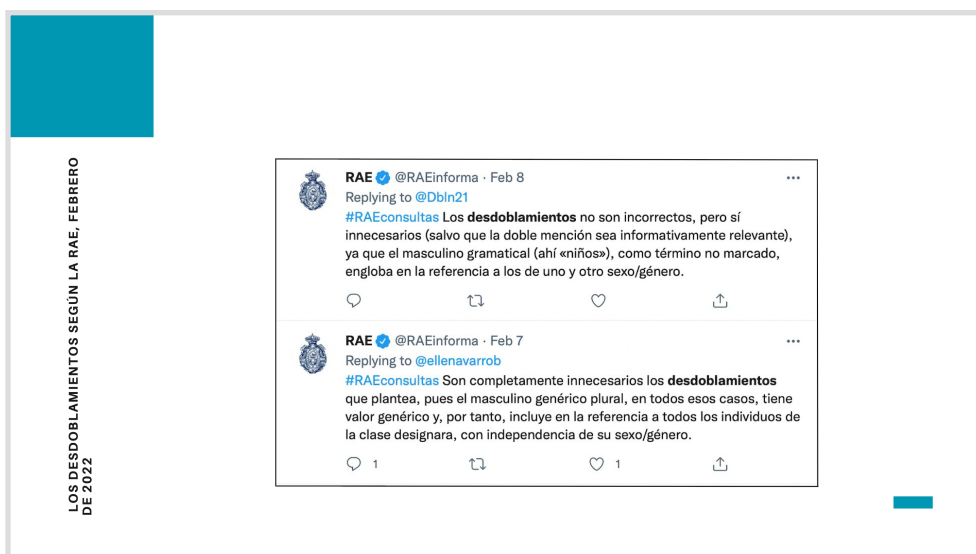 LOS DESDOBLAMIENTOS SEGÚN LA RAE, FEBRERO
DE 2022
RAE @RAEinforma · Feb 8
Replying to @Dbln21
#RAEconsultas Los desdoblamientos no son incorrectos, pero sí
innecesarios (salvo que la doble mención sea informativamente relevante),
ya que el masculino gramatical (ahí «niños»), como término no marcado,
engloba en la referencia a los de uno y otro sexo/género.
RAE @RAEinforma · Feb 7
Replying to @ellenavarrob
#RAEconsultas Son completamente innecesarios los desdoblamientos
que plantea, pues el masculino genérico plural, en todos esos casos, tiene
valor genérico y, por tanto, incluye en la referencia a todos los individuos de
la clase designara, con independencia de su sexo/género.
1 1